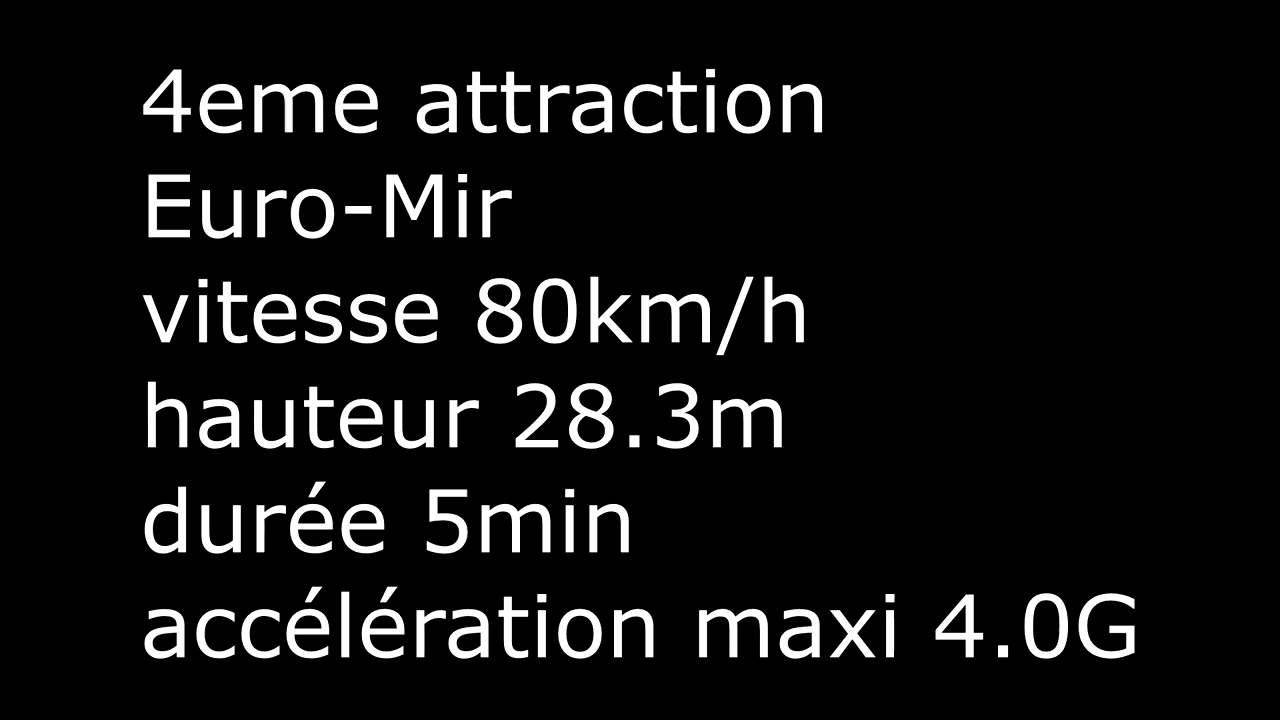 4eme attraction
Euro-Mir
vitesse 80km/h
hauteur 28.3m
durée 5min
accélération maxi 4.0G